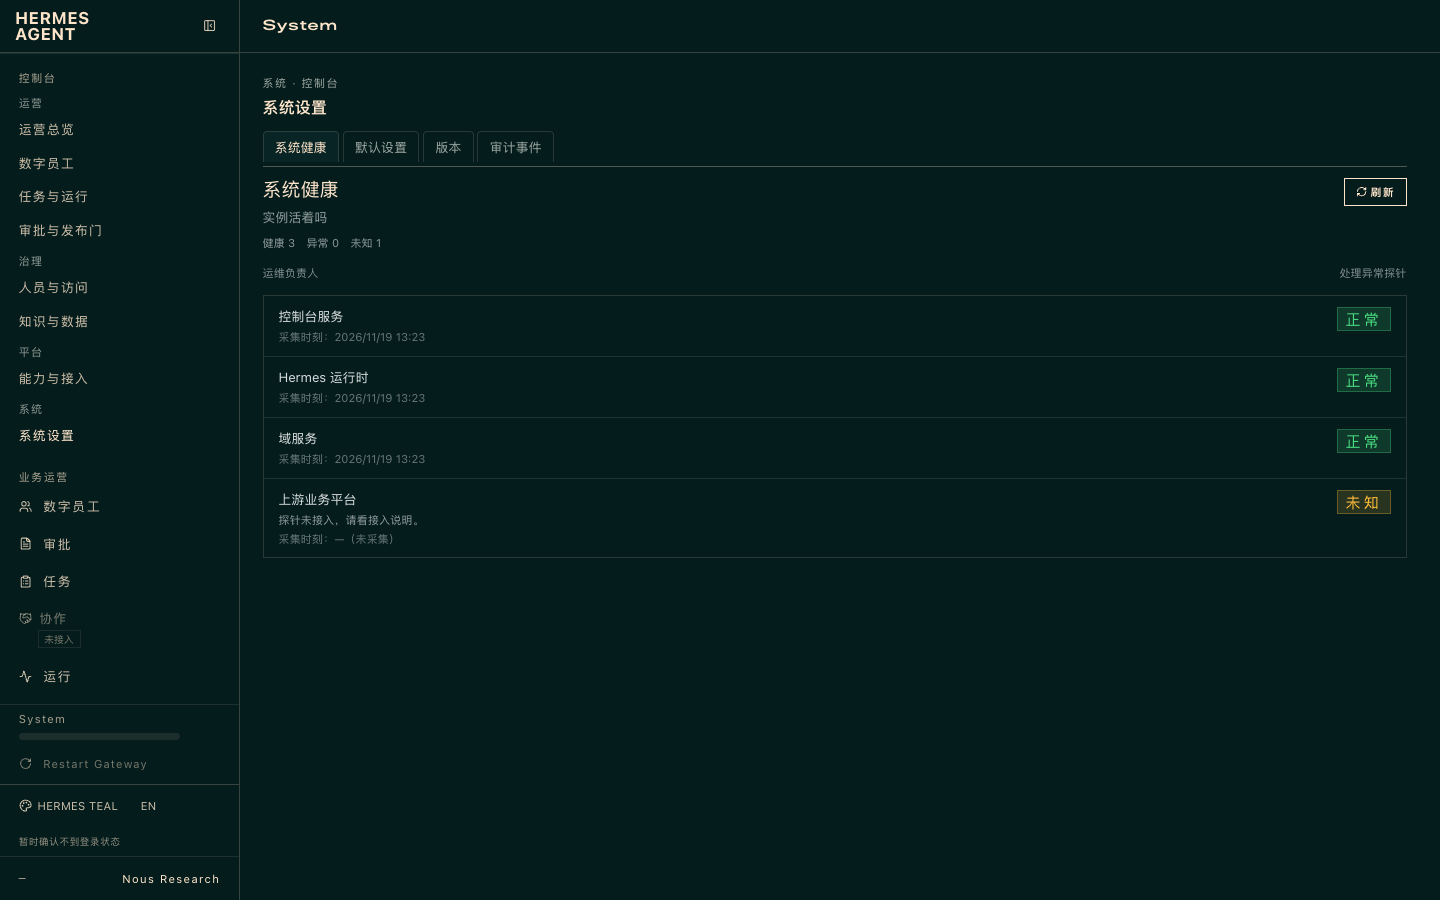 HERMES
AGENT
System
控制台
运营
运营总览
数字员工
任务与运行
审批与发布门
治理
人员与访问
知识与数据
平台
能力与接入
系统
系统设置
业务运营
数字员工
审批
任务
协作
未接入
运行
System
Restart Gateway
HERMES TEAL EN
暂时确认不到登录状态
— Nous Research
系统 · 控制台
系统设置
系统健康 默认设置 版本 审计事件
系统健康
刷新
实例活着吗
健康 3 异常 0 未知 1
运维负责人 处理异常探针
控制台服务 正常
采集时刻：2026/11/19 13:23
Hermes 运行时 正常
采集时刻：2026/11/19 13:23
域服务 正常
采集时刻：2026/11/19 13:23
上游业务平台 未知
探针未接入，请看接入说明。
采集时刻：—（未采集）